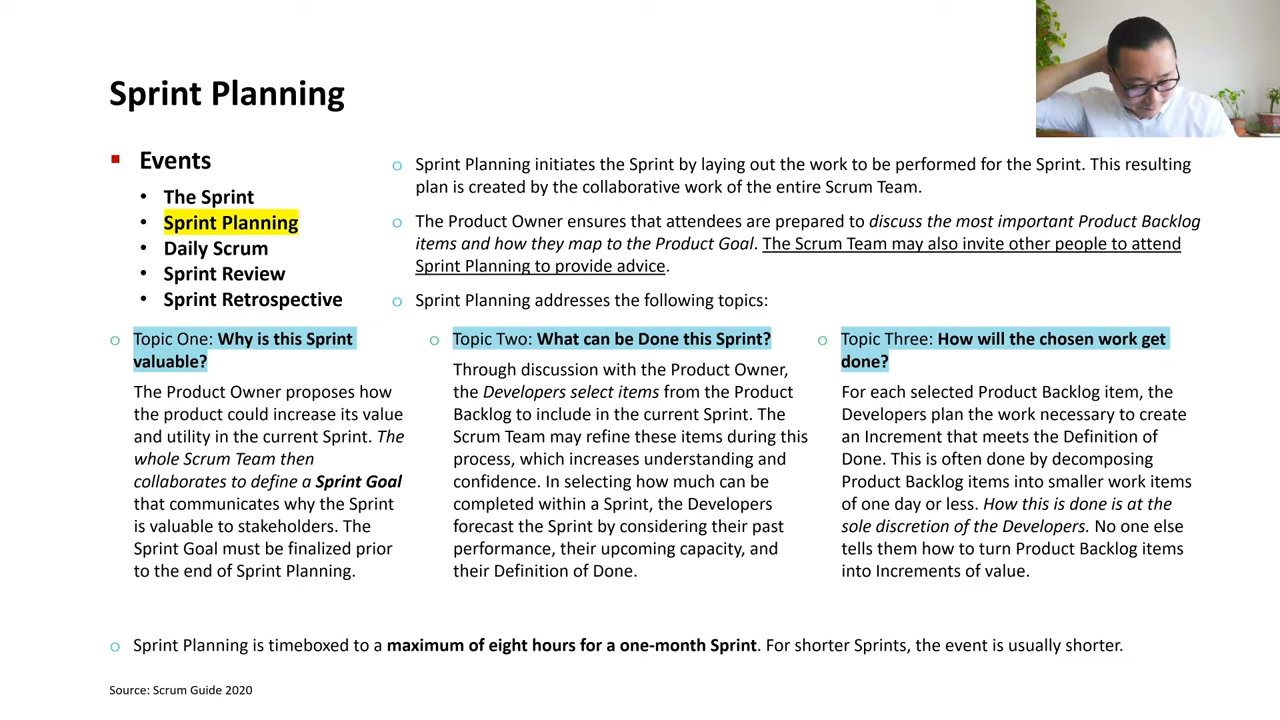 Sprint Planning
Events
The Sprint
Sprint Planning
Daily Scrum
Sprint Review
Sprint Retrospective
Sprint Planning initiates the Sprint by laying out the work to be performed for the Sprint. This resulting
plan is created by the collaborative work of the entire Scrum Team.
The Product Owner ensures that attendees are prepared to discuss the most important Product Backlog
items and how they map to the Product Goal. The Scrum Team may also invite other people to attend
Sprint Planning to provide advice.
Sprint Planning addresses the following topics:
Topic One: Why is this Sprint
valuable?
The Product Owner proposes how
the product could increase its value
and utility in the current Sprint. The
whole Scrum Team then
collaborates to define a Sprint Goal
that communicates why the Sprint
is valuable to stakeholders. The
Sprint Goal must be finalized prior
to the end of Sprint Planning.
Topic Two: What can be Done this Sprint?
Through discussion with the Product Owner,
the Developers select items from the Product
Backlog to include in the current Sprint. The
Scrum Team may refine these items during this
process, which increases understanding and
confidence. In selecting how much can be
completed within a Sprint, the Developers
forecast the Sprint by considering their past
performance, their upcoming capacity, and
their Definition of Done.
Topic Three: How will the chosen work get
done?
For each selected Product Backlog item, the
Developers plan the work necessary to create
an Increment that meets the Definition of
Done. This is often done by decomposing
Product Backlog items into smaller work items
of one day or less. How this is done is at the
sole discretion of the Developers. No one else
tells them how to turn Product Backlog items
into Increments of value.
Sprint Planning is timeboxed to a maximum of eight hours for a one-month Sprint. For shorter Sprints, the event is usually shorter.
Source: Scrum Guide 2020